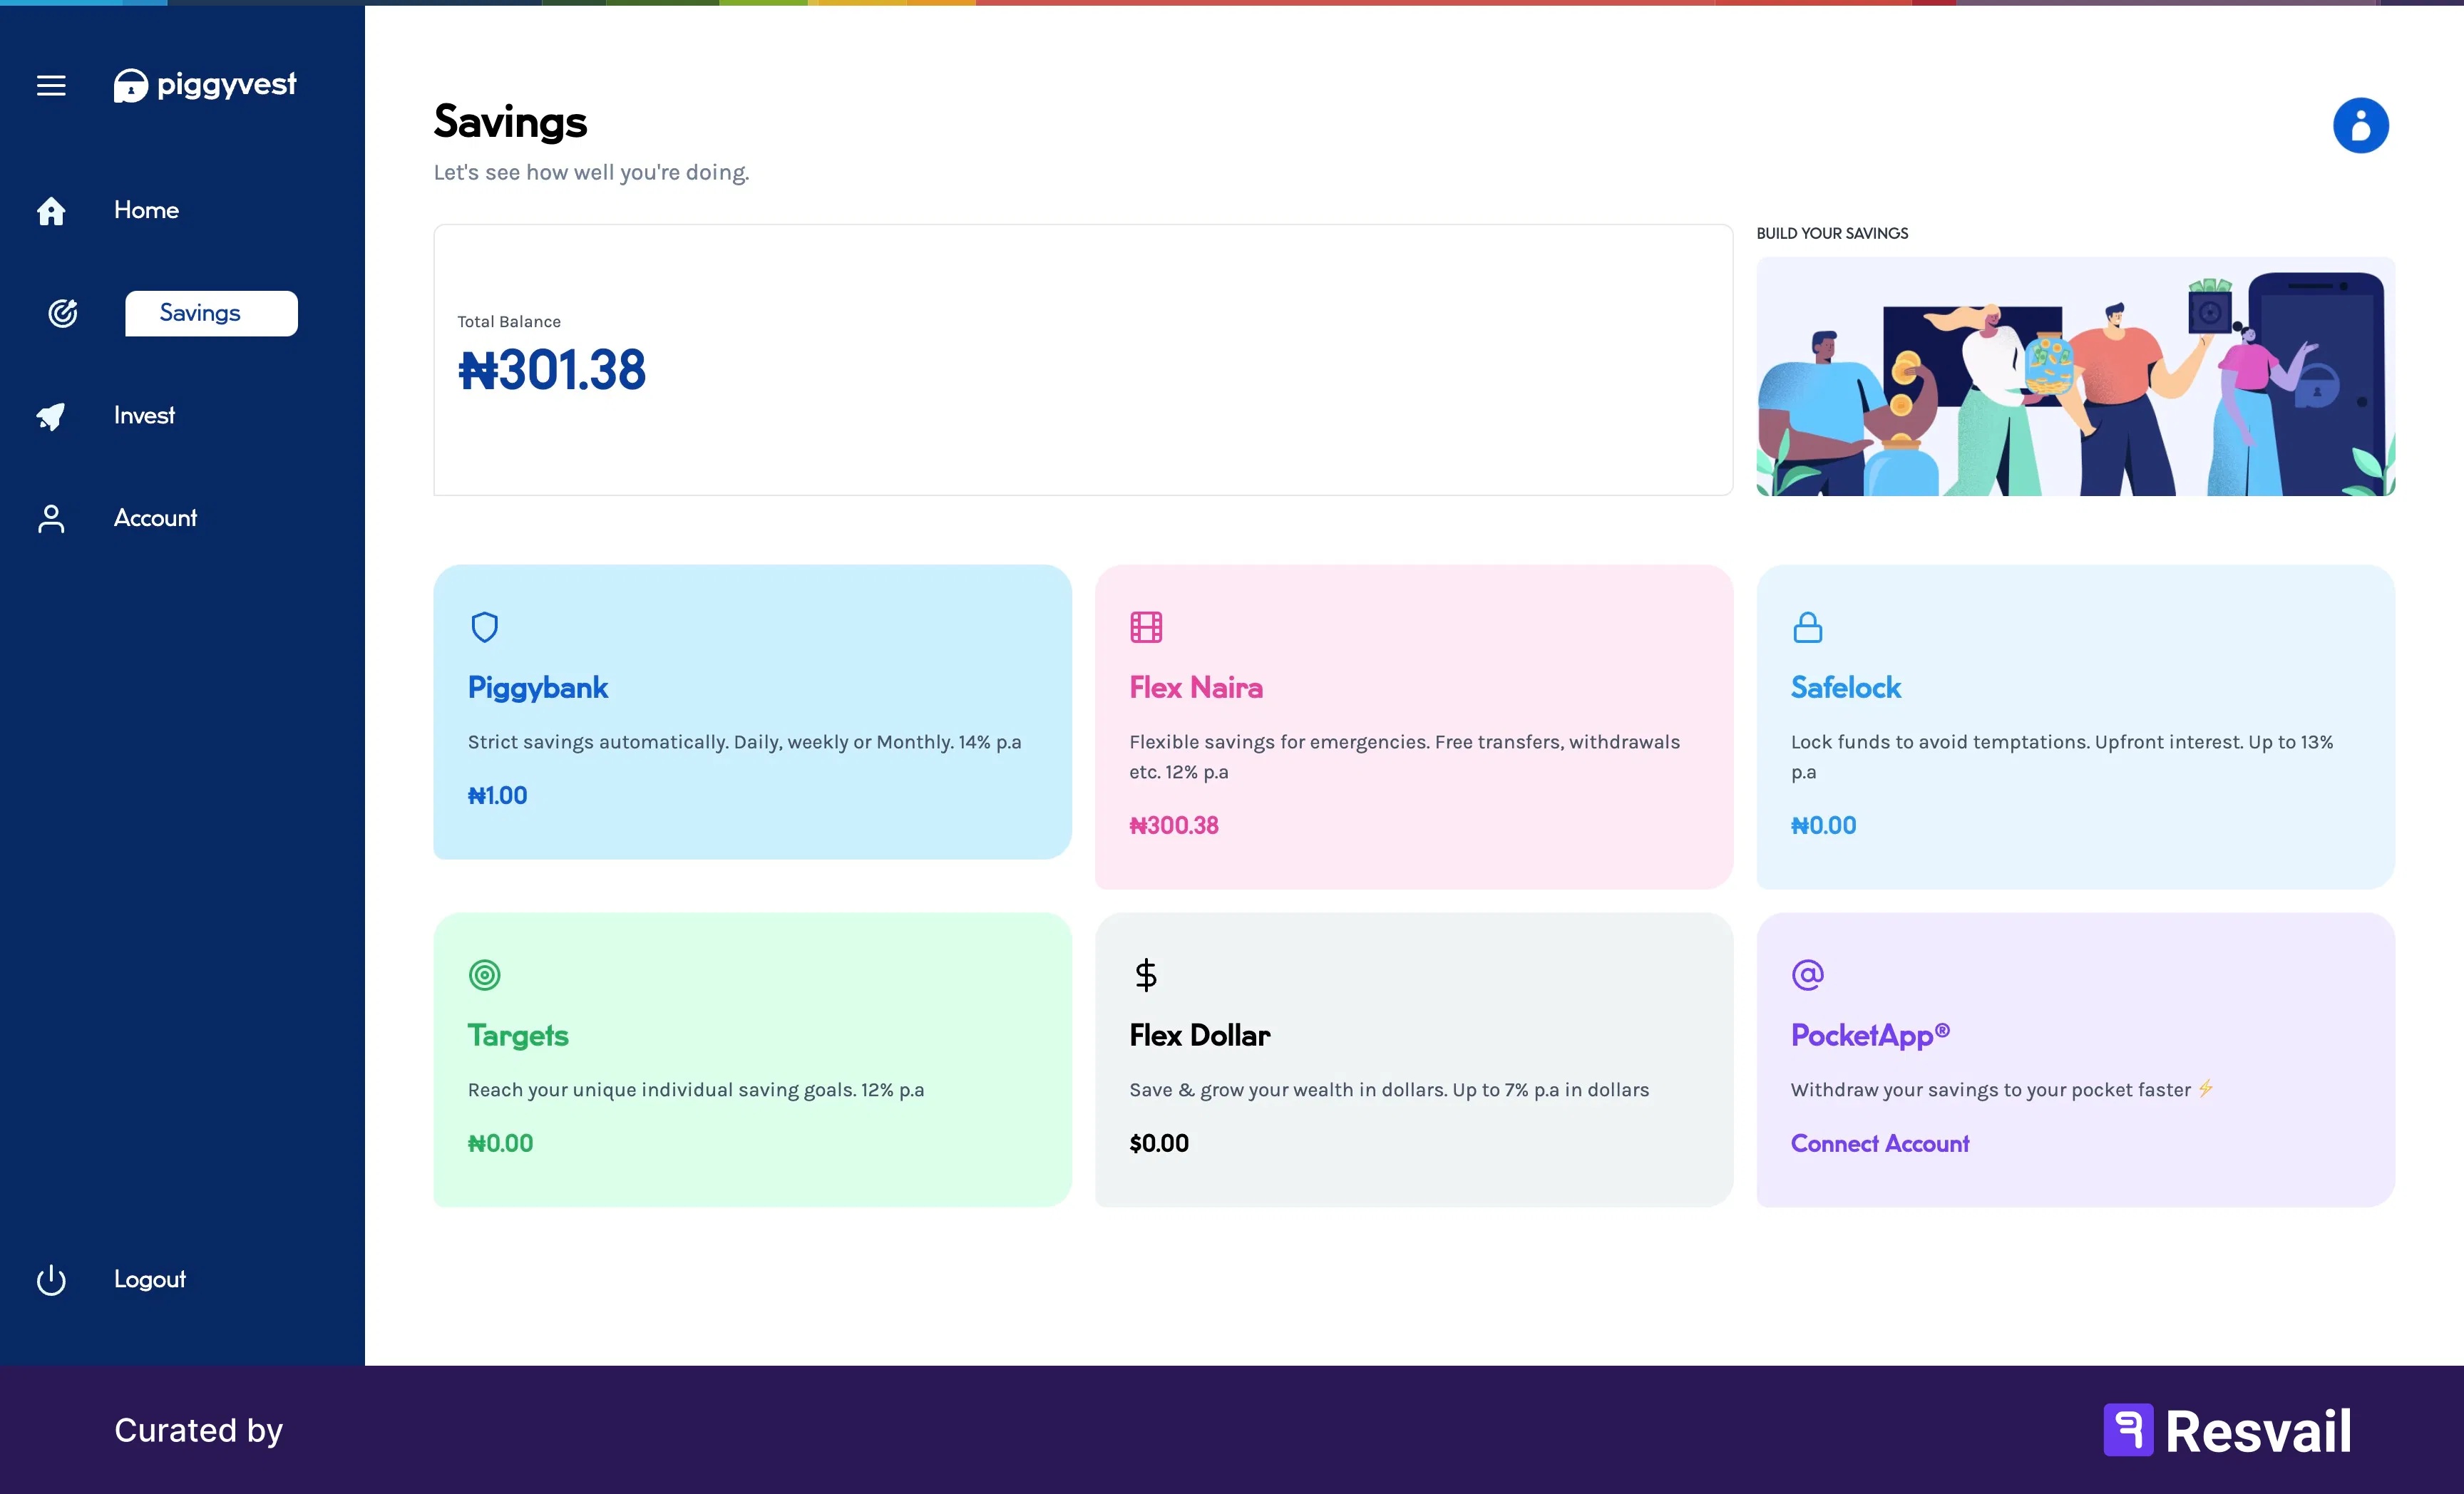 piggyvest
Home
Savings
Invest
Account
Logout
Savings
Let's see how well you're doing.
Total Balance
₦301.38
BUILD YOUR SAVINGS
Piggybank
Strict savings automatically. Daily, weekly or Monthly. 14% p.a
₦1.00
Flex Naira
Flexible savings for emergencies. Free transfers, withdrawals
etc. 12% p.a
₦300.38
Safelock
Lock funds to avoid temptations. Upfront interest. Up to 13%
p.a
₦0.00
Targets
Reach your unique individual saving goals. 12% p.a
₦0.00
Flex Dollar
Save & grow your wealth in dollars. Up to 7% p.a in dollars
$0.00
PocketApp®
Withdraw your savings to your pocket faster ⚡
Connect Account
Curated by
Resvail